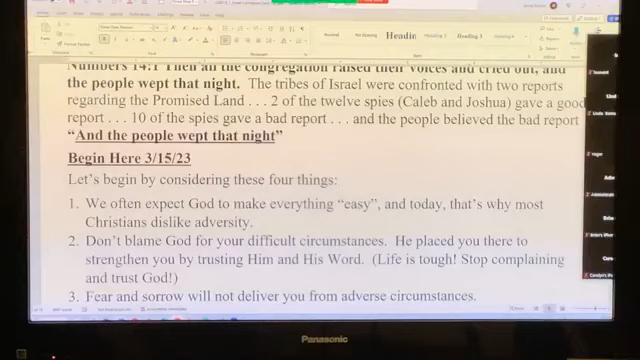 Numbers 14:1 Then all the congregation raised their voices and cried out, and
the people wept that night. The tribes of Israel were confronted with two reports
regarding the Promised Land . . . 2 of the twelve spies (Caleb and Joshua) gave a good
report . . . 10 of the spies gave a bad report . . . and the people believed the bad report
“And the people wept that night”
Begin Here 3/15/23
Let’s begin by considering these four things:
1. We often expect God to make everything “easy”, and today, that’s why most
Christians dislike adversity.
2. Don’t blame God for your difficult circumstances. He placed you there to
strengthen you by trusting Him and His Word. (Life is tough! Stop complaining
and trust God!)
3. Fear and sorrow will not deliver you from adverse circumstances.
Panasonic